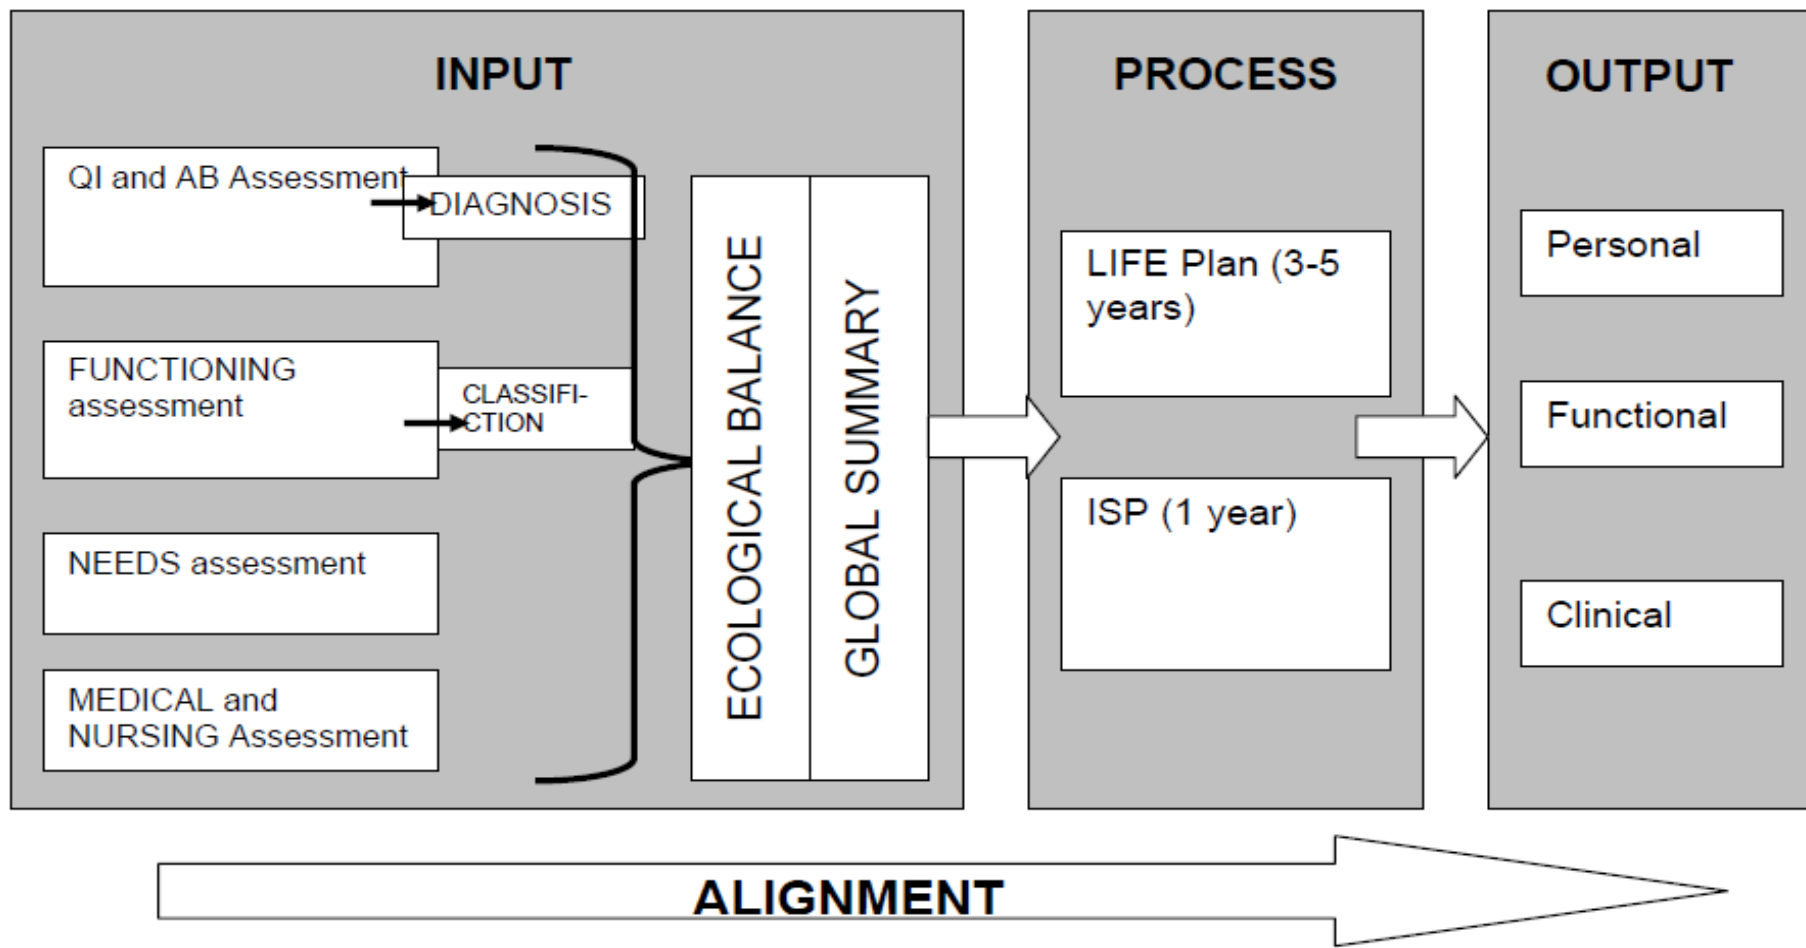 INPUT
QI and AB Assessment
DIAGNOSIS
FUNCTIONING
assessment
CLASSIFI-
CTION
NEEDS assessment
MEDICAL and
NURSING Assessment
ECOLOGICAL BALANCE
GLOBAL SUMMARY
PROCESS
LIFE Plan (3-5
years)
ISP (1 year)
OUTPUT
Personal
Functional
Clinical
ALIGNMENT